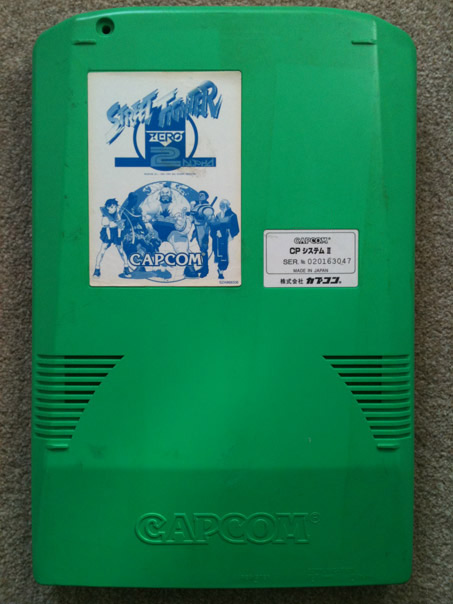 STREET FIGHTER
ZERO
2
ALPHA
CAPCOM
CAPCOM
CP システム II
SER. № 020163047
MADE IN JAPAN
株式会社 カプコン®
CAPCOM®